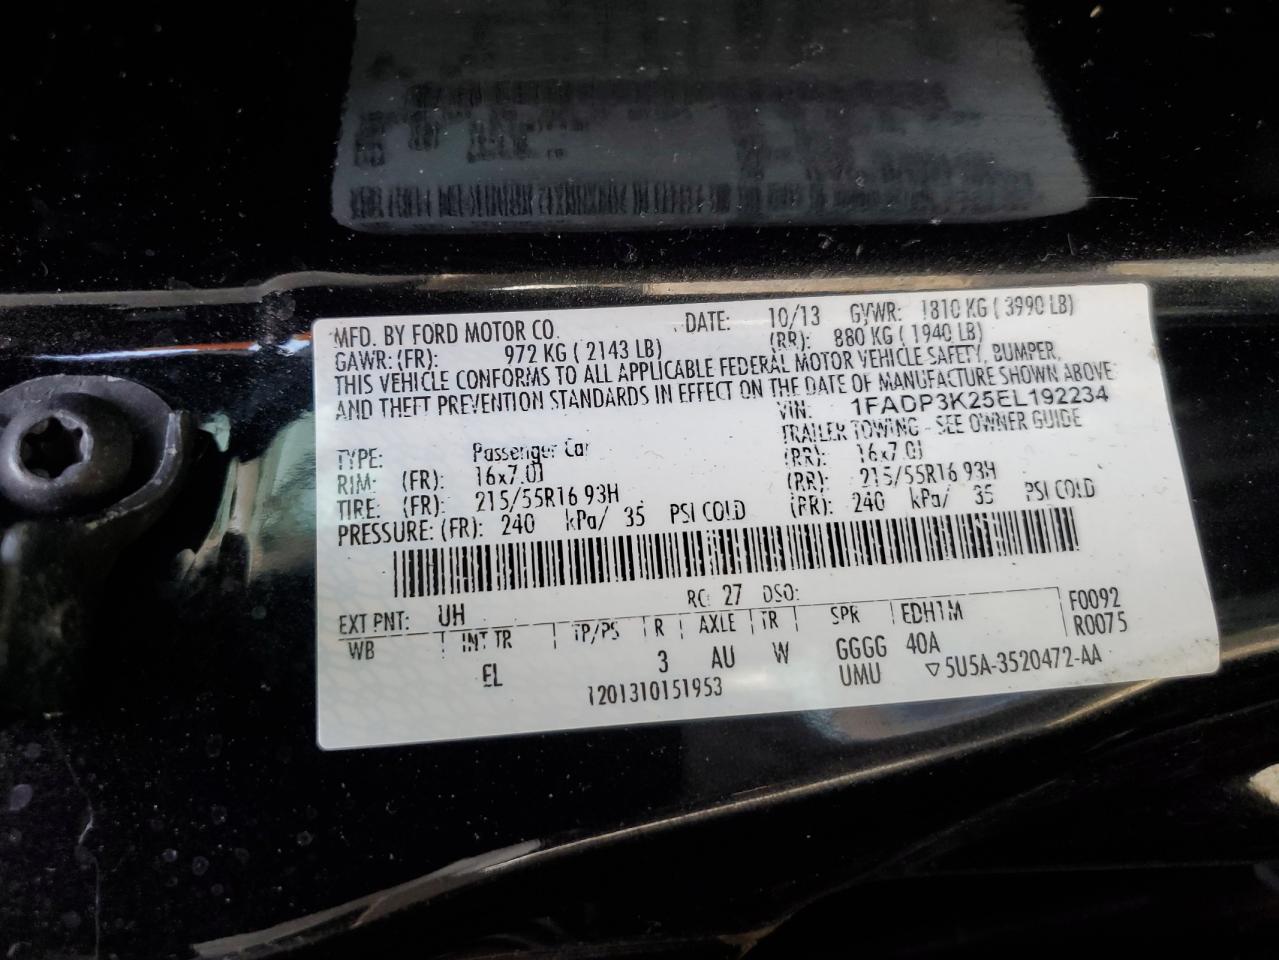 MFD. BY FORD MOTOR CO. DATE: 10/13 GVWR: 1810 KG ( 3990 LB)
GAWR: (FR): 972 KG ( 2143 LB) (RR): 880 KG ( 1940 LB)
THIS VEHICLE CONFORMS TO ALL APPLICABLE FEDERAL MOTOR VEHICLE SAFETY, BUMPER,
AND THEFT PREVENTION STANDARDS IN EFFECT ON THE DATE OF MANUFACTURE SHOWN ABOVE
VIN: 1FADP3K25EL192234
TYPE: Passenger Car TRAILER TOWING - SEE OWNER GUIDE
RIM: (FR): 16x7.0J (RR): 16x7.0J
TIRE: (FR): 215/55R16 93H (RR): 215/55R16 93H
PRESSURE: (FR): 240 kPa/ 35 PSI COLD (RR): 240 kPa/ 35 PSI COLD
EXT PNT: UH RC: 27 DSO: F0092
WB INT TR TP/PS R AXLE TR SPR EDH1M R0075
EL 3 AU W GGGG 40A
1201310151953 UMU ▽5U5A-3520472-AA